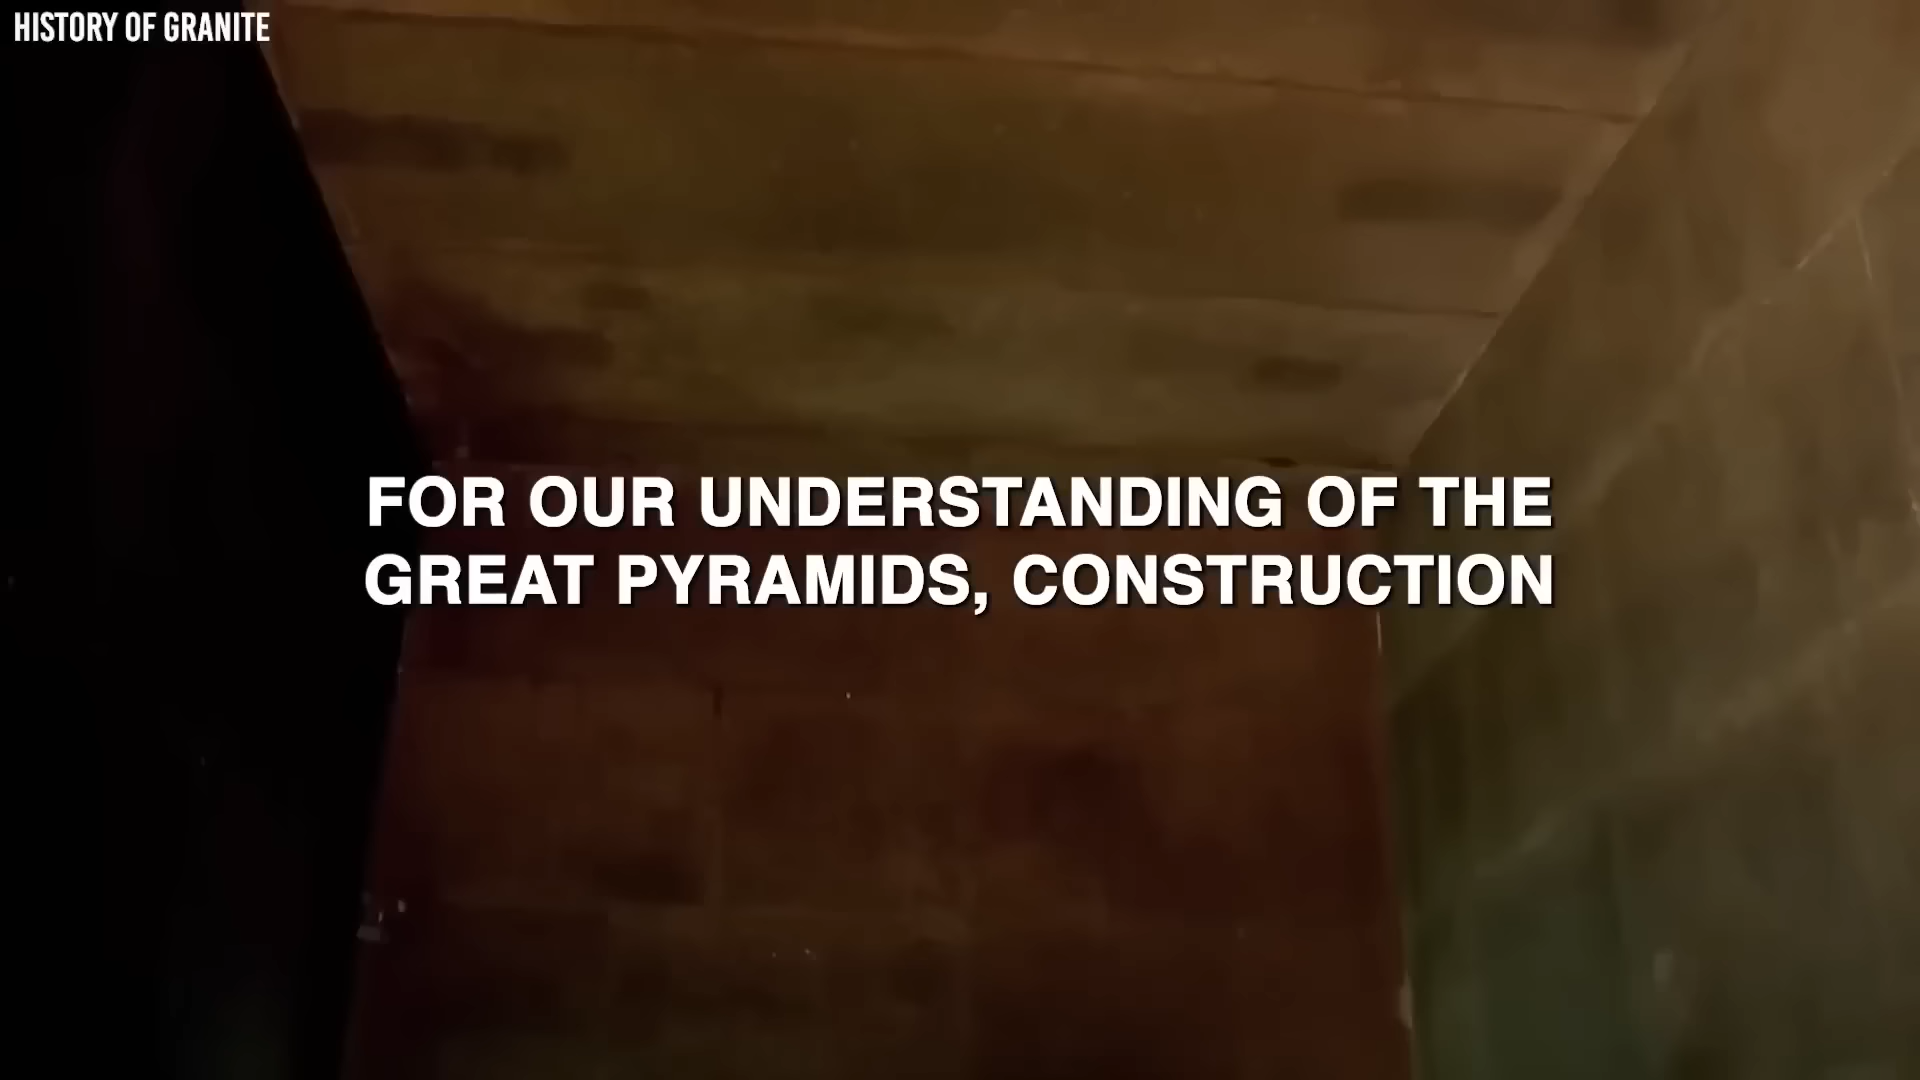 HISTORY OF GRANITE
FOR OUR UNDERSTANDING OF THE
GREAT PYRAMIDS, CONSTRUCTION